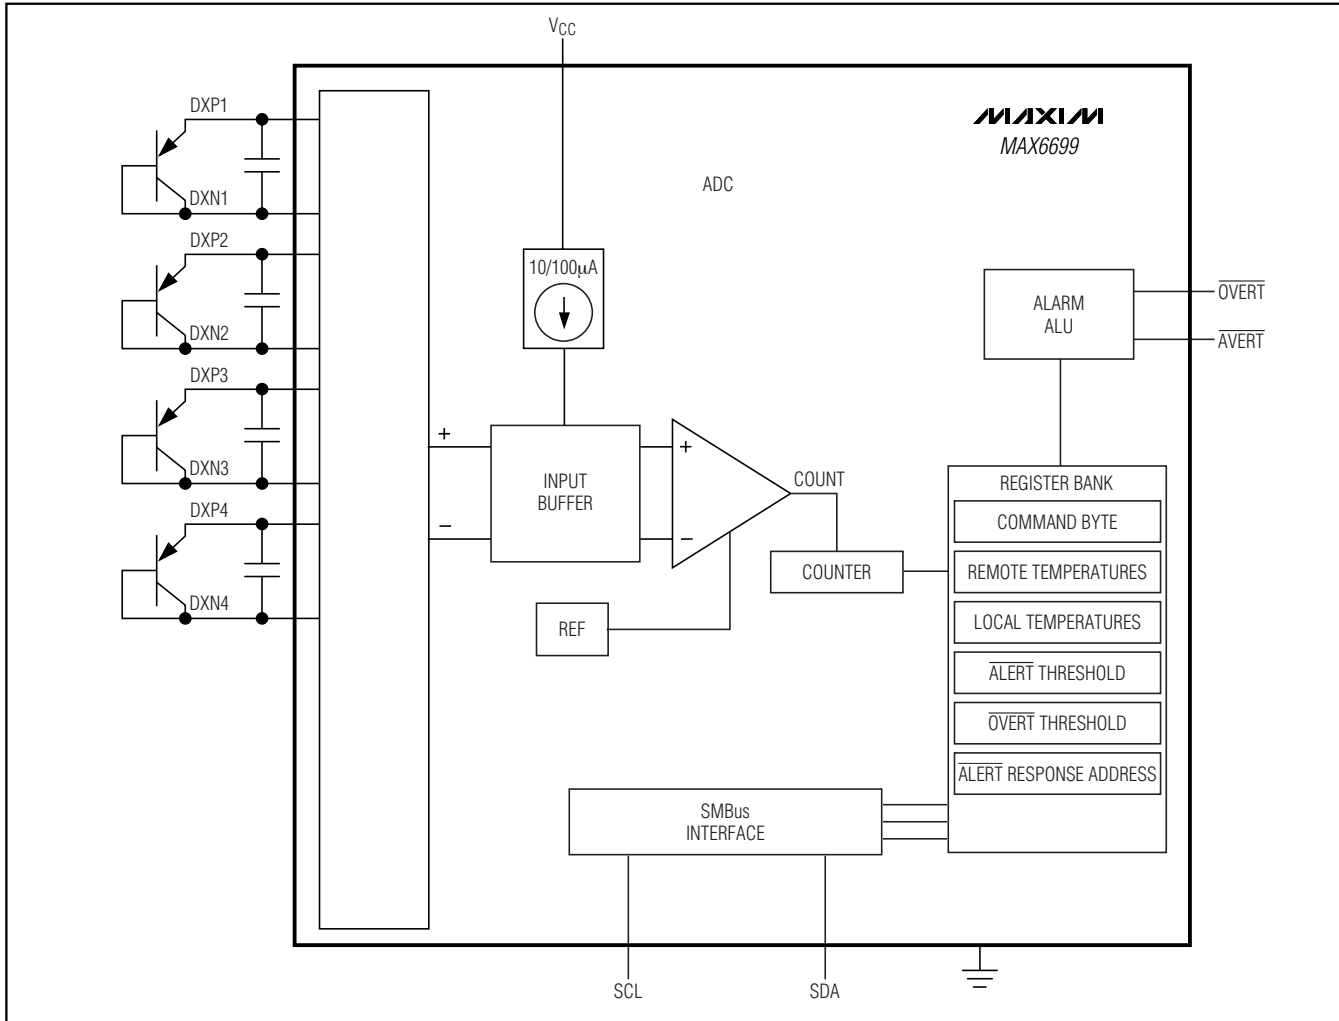 VCC
DXP1
DXN1
DXP2
DXN2
DXP3
DXN3
DXP4
DXN4
MAXIM
MAX6699
ADC
10/100µA
ALARM
ALU
OVERT
AVERT
+
−
INPUT
BUFFER
+
−
COUNT
COUNTER
REF
REGISTER BANK
COMMAND BYTE
REMOTE TEMPERATURES
LOCAL TEMPERATURES
ALERT THRESHOLD
OVERT THRESHOLD
ALERT RESPONSE ADDRESS
SMBus
INTERFACE
SCL
SDA